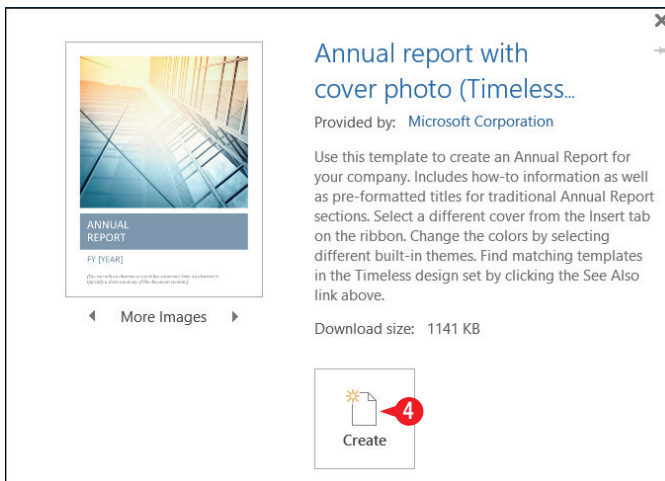 Annual report with
cover photo (Timeless...
Provided by: Microsoft Corporation
Use this template to create an Annual Report for
your company. Includes how-to information as well
as pre-formatted titles for traditional Annual Report
sections. Select a different cover from the Insert tab
on the ribbon. Change the colors by selecting
different built-in themes. Find matching templates
in the Timeless design set by clicking the See Also
link above.
Download size: 1141 KB
ANNUAL
REPORT
FY [YEAR]
More Images
4
Create